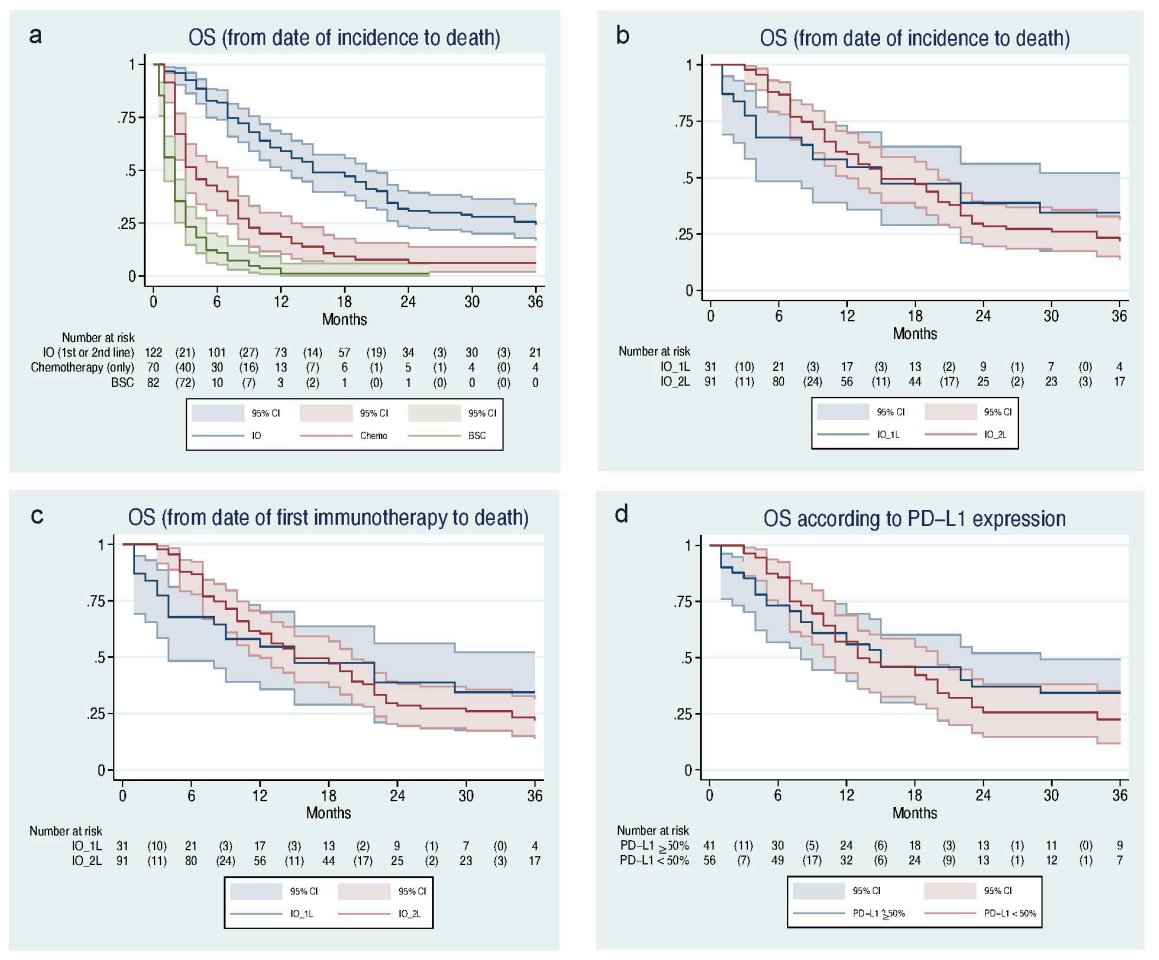 a
OS (from date of incidence to death)
1
.75
.5
.25
0
0 6 12 18 24 30 36
Months
Number at risk
IO (1st or 2nd line) 122 (21) 101 (27) 73 (14) 57 (19) 34 (3) 30 (3) 21
Chemotherapy (only) 70 (40) 30 (16) 13 (7) 6 (1) 5 (1) 4 (0) 4
BSC 82 (72) 10 (7) 3 (2) 1 (0) 1 (0) 0 (0) 0
95% CI 95% CI 95% CI
IO Chemo BSC
b
OS (from date of incidence to death)
1
.75
.5
.25
0
0 6 12 18 24 30 36
Months
Number at risk
IO_1L 31 (10) 21 (3) 17 (3) 13 (2) 9 (1) 7 (0) 4
IO_2L 91 (11) 80 (24) 56 (11) 44 (17) 25 (2) 23 (3) 17
95% CI 95% CI
IO_1L IO_2L
c
OS (from date of first immunotherapy to death)
1
.75
.5
.25
0
0 6 12 18 24 30 36
Months
Number at risk
IO_1L 31 (10) 21 (3) 17 (3) 13 (2) 9 (1) 7 (0) 4
IO_2L 91 (11) 80 (24) 56 (11) 44 (17) 25 (2) 23 (3) 17
95% CI 95% CI
IO_1L IO_2L
d
OS according to PD–L1 expression
1
.75
.5
.25
0
0 6 12 18 24 30 36
Months
Number at risk
PD–L1 ≥50% 41 (11) 30 (5) 24 (6) 18 (3) 13 (1) 11 (0) 9
PD–L1 <50% 56 (7) 49 (17) 32 (6) 24 (9) 13 (1) 12 (1) 7
95% CI 95% CI
PD–L1 ≥50% PD–L1 <50%